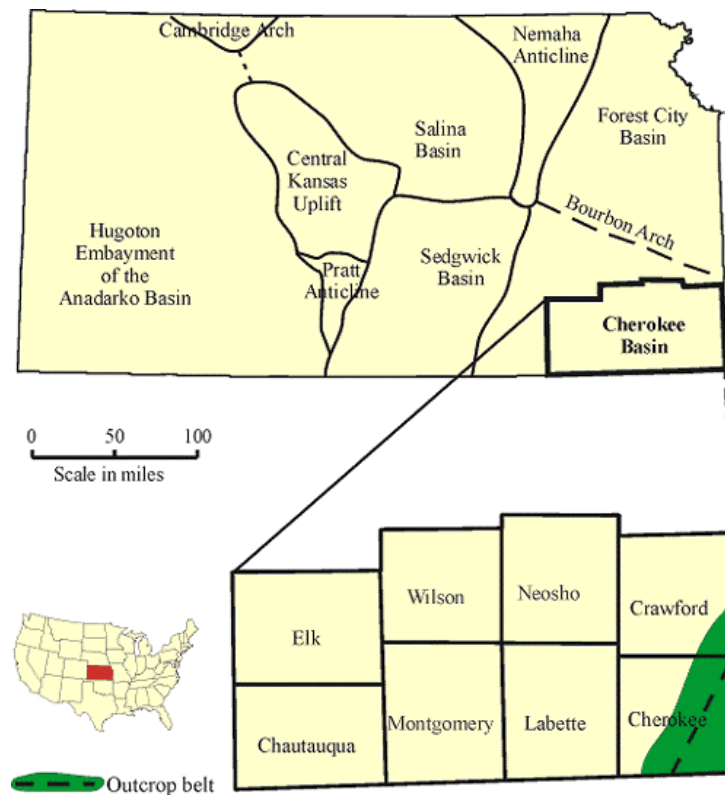 Cambridge Arch
Nemaha
Anticline
Forest City
Basin
Salina
Basin
Central
Kansas
Uplift
Bourbon Arch
Hugoton
Embayment
of the
Anadarko Basin
Pratt
Anticline
Sedgwick
Basin
Cherokee
Basin
0 50 100
Scale in miles
Wilson
Neosho
Crawford
Elk
Chautauqua
Montgomery
Labette
Cherokee
Outcrop belt